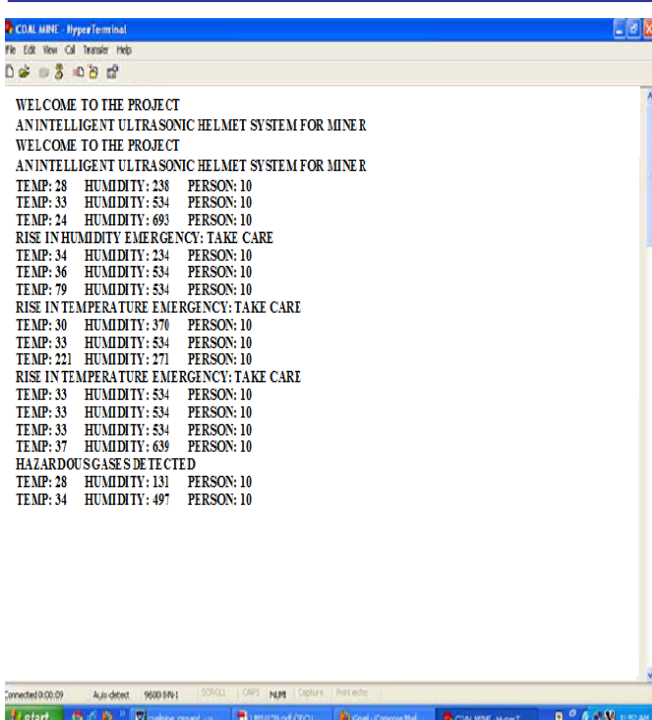 COAL MINE - HyperTerminal
File Edit View Call Transfer Help
WELCOME TO THE PROJECT
AN INTELLIGENT ULTRASONIC HELMET SYSTEM FOR MINER
WELCOME TO THE PROJECT
AN INTELLIGENT ULTRASONIC HELMET SYSTEM FOR MINER
TEMP: 28 HUMIDITY: 238 PERSON: 10
TEMP: 33 HUMIDITY: 534 PERSON: 10
TEMP: 24 HUMIDITY: 693 PERSON: 10
RISE IN HUMIDITY EMERGENCY: TAKE CARE
TEMP: 34 HUMIDITY: 234 PERSON: 10
TEMP: 36 HUMIDITY: 534 PERSON: 10
TEMP: 79 HUMIDITY: 534 PERSON: 10
RISE IN TEMPERATURE EMERGENCY: TAKE CARE
TEMP: 30 HUMIDITY: 370 PERSON: 10
TEMP: 33 HUMIDITY: 534 PERSON: 10
TEMP: 221 HUMIDITY: 271 PERSON: 10
RISE IN TEMPERATURE EMERGENCY: TAKE CARE
TEMP: 33 HUMIDITY: 534 PERSON: 10
TEMP: 33 HUMIDITY: 534 PERSON: 10
TEMP: 33 HUMIDITY: 534 PERSON: 10
TEMP: 37 HUMIDITY: 639 PERSON: 10
HAZARDOUS GASES DETECTED
TEMP: 28 HUMIDITY: 131 PERSON: 10
TEMP: 34 HUMIDITY: 497 PERSON: 10
Connected 0:00:09 Auto detect 9600 8-N-1 SCROLL CAPS NUM Capture Print echo
start